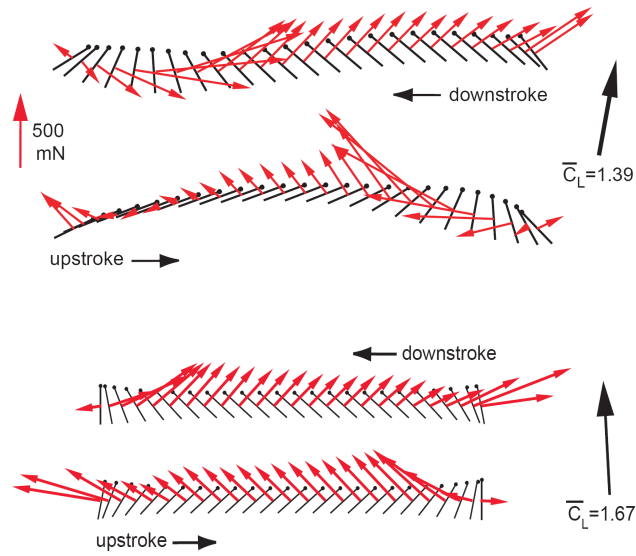 downstroke
500
mN
C̅L=1.39
upstroke
downstroke
C̅L=1.67
upstroke